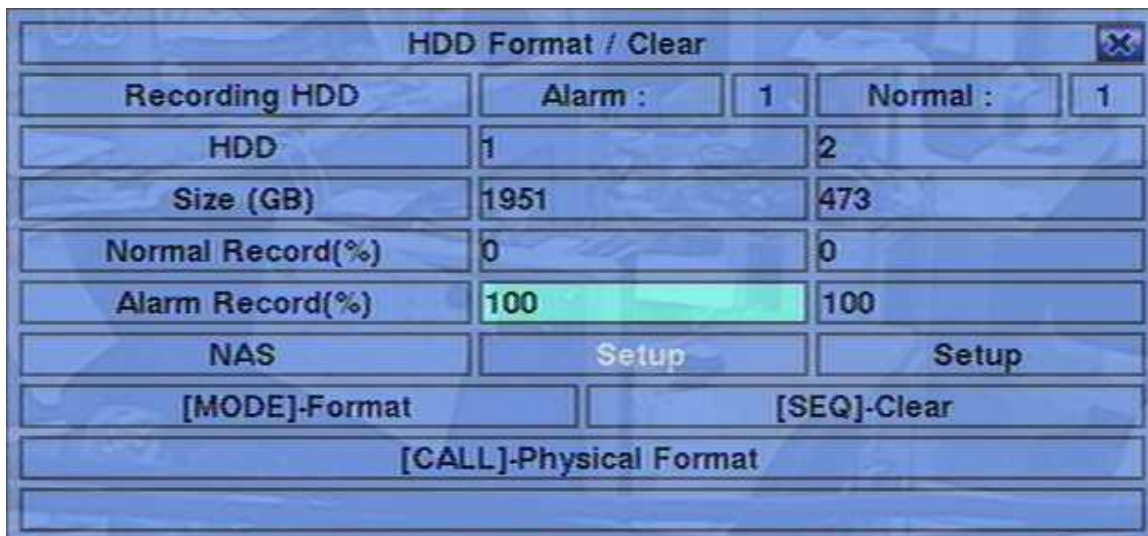 HDD Format / Clear X
Recording HDD Alarm : 1 Normal : 1
HDD 1 2
Size (GB) 1951 473
Normal Record(%) 0 0
Alarm Record(%) 100 100
NAS Setup Setup
[MODE]-Format [SEQ]-Clear
[CALL]-Physical Format